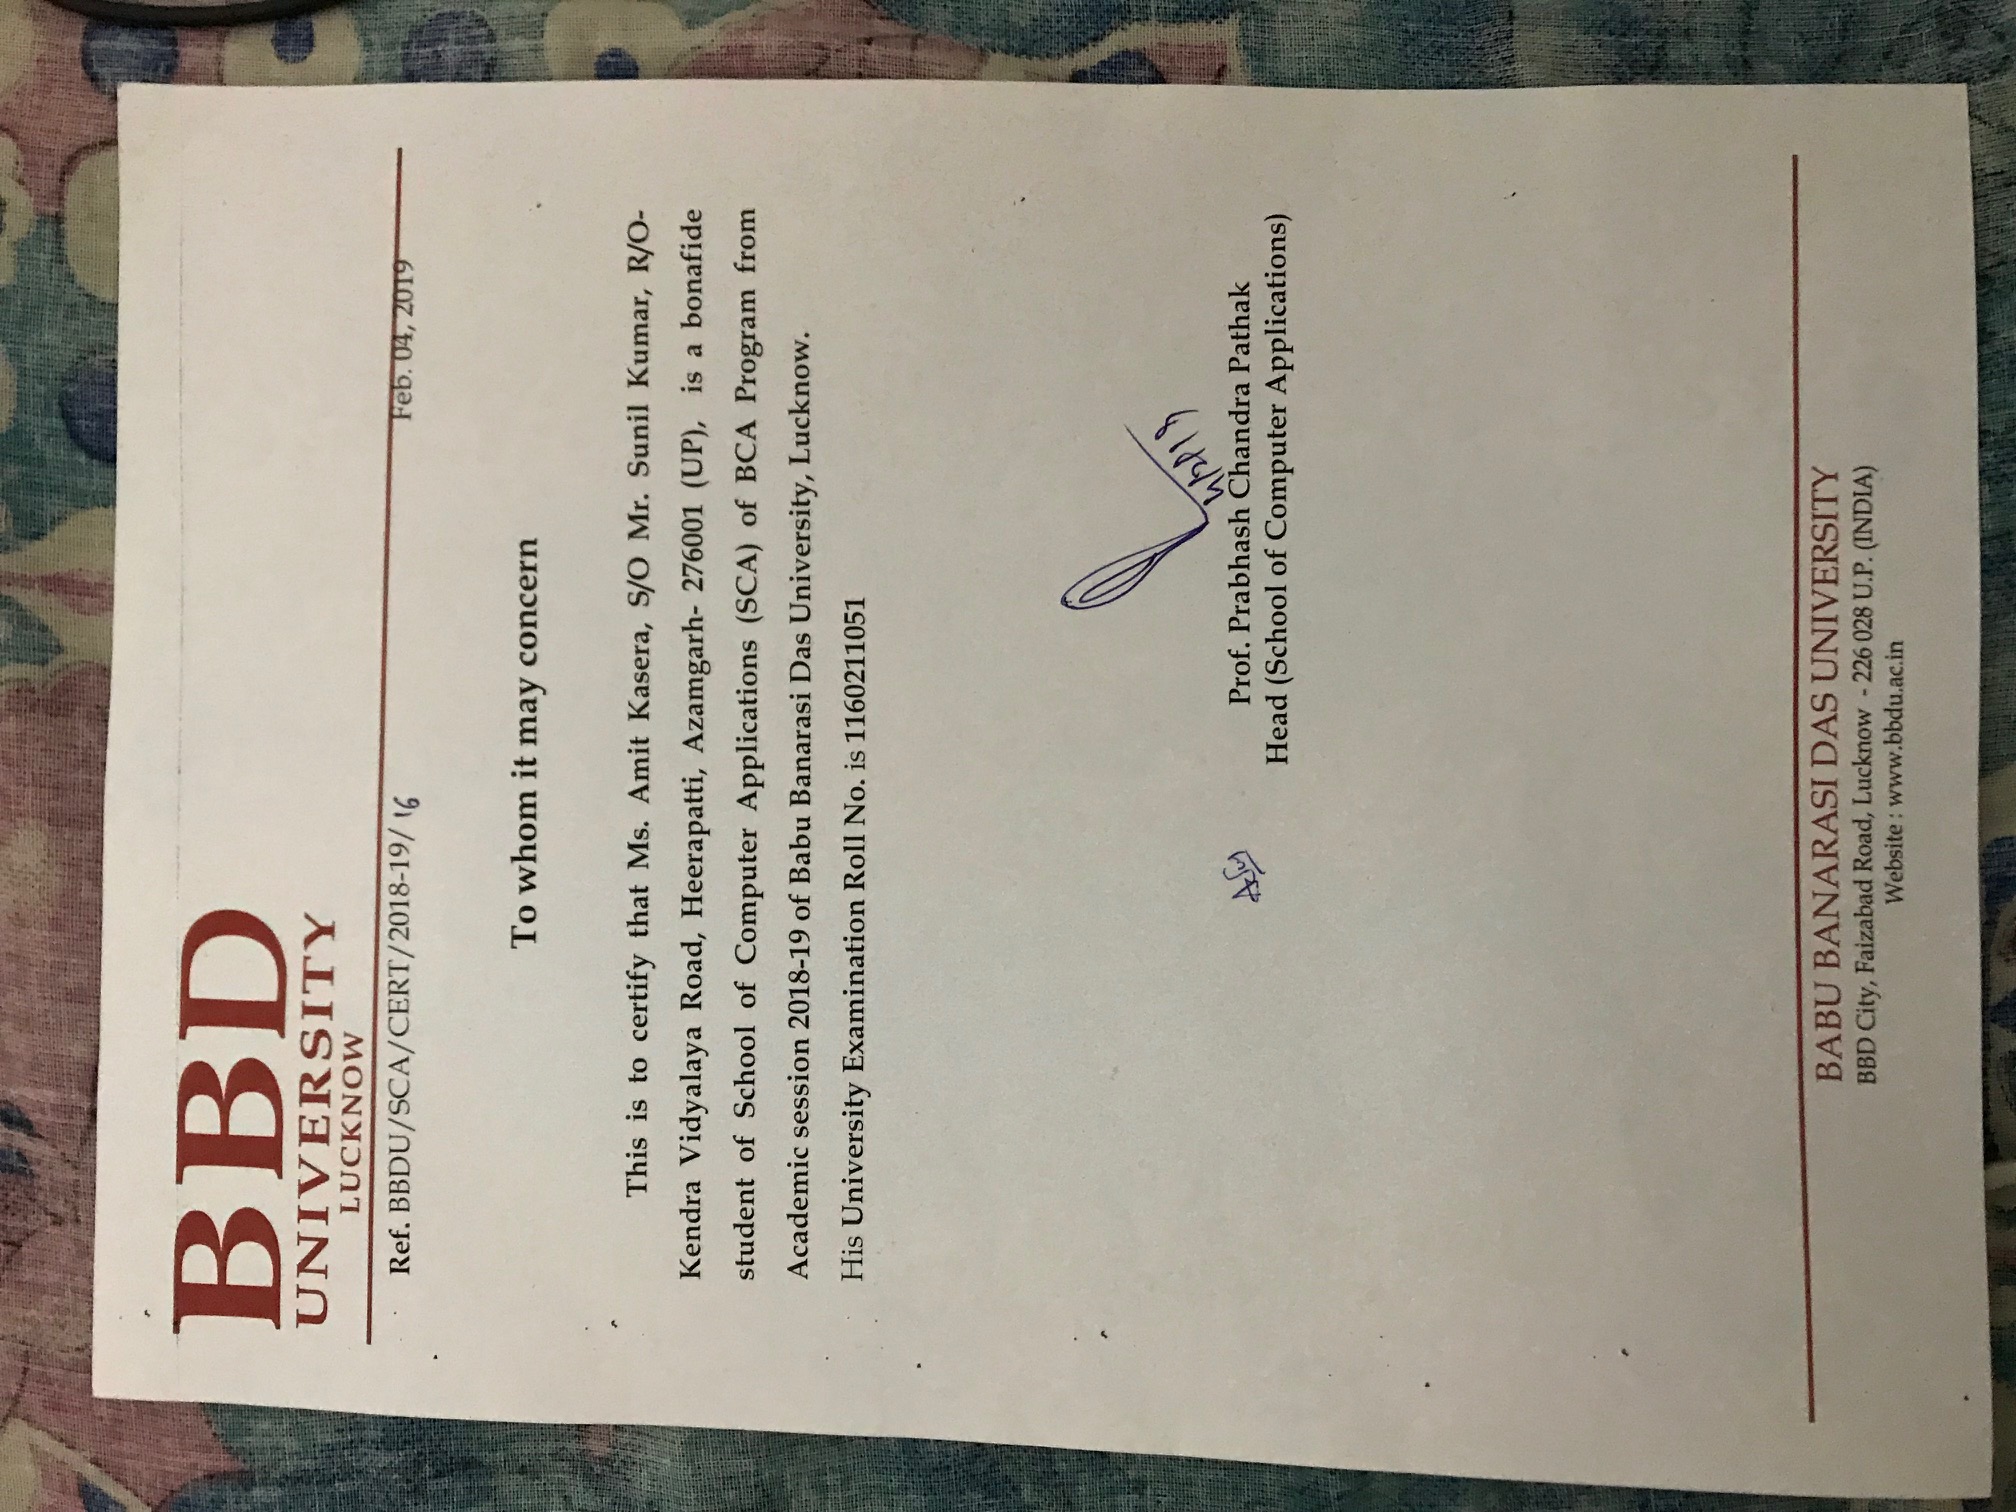 BBD
UNIVERSITY
LUCKNOW
Ref. BBDU/SCA/CERT/2018-19/ 16
Feb. 04, 2019
To whom it may concern
This is to certify that Ms. Amit Kasera, S/O Mr. Sunil Kumar, R/O-
Kendra Vidyalaya Road, Heerapatti, Azamgarh- 276001 (UP), is a bonafide
student of School of Computer Applications (SCA) of BCA Program from
Academic session 2018-19 of Babu Banarasi Das University, Lucknow.
His University Examination Roll No. is 1160211051
4/2/19
Prof. Prabhash Chandra Pathak
Head (School of Computer Applications)
BABU BANARASI DAS UNIVERSITY
BBD City, Faizabad Road, Lucknow - 226 028 U.P. (INDIA)
Website : www.bbdu.ac.in